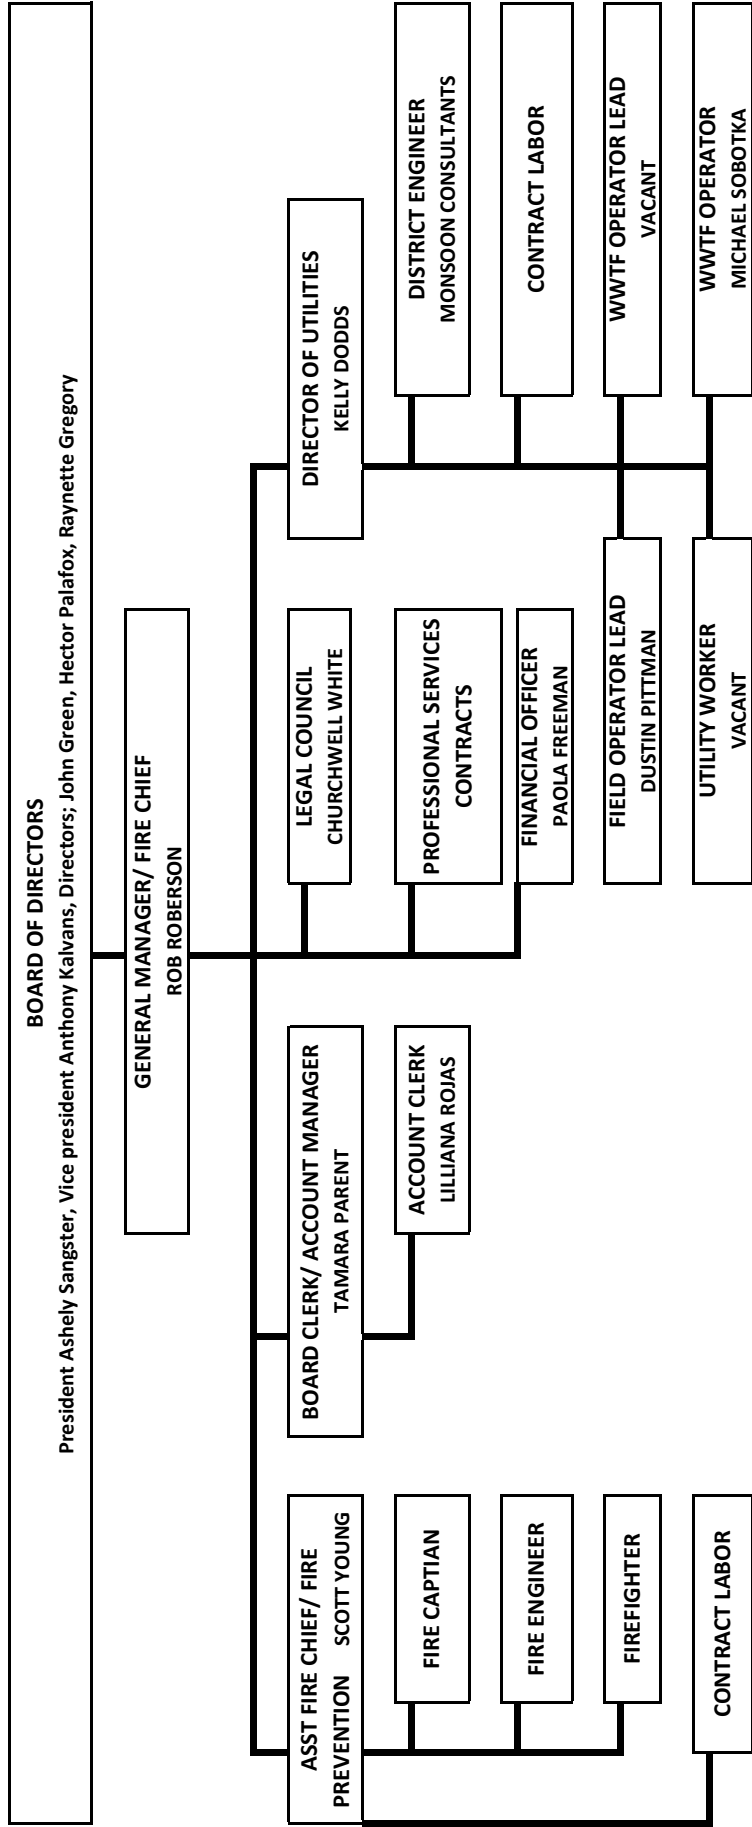 BOARD OF DIRECTORS
President Ashely Sangster, Vice president Anthony Kalvans, Directors; John Green, Hector Palafox, Raynette Gregory
GENERAL MANAGER/ FIRE CHIEF
ROB ROBERSON
ASST FIRE CHIEF/ FIRE
PREVENTION SCOTT YOUNG
BOARD CLERK/ ACCOUNT MANAGER
TAMARA PARENT
LEGAL COUNCIL
CHURCHWELL WHITE
DIRECTOR OF UTILITIES
KELLY DODDS
FIRE CAPTIAN
ACCOUNT CLERK
LILLIANA ROJAS
PROFESSIONAL SERVICES
CONTRACTS
DISTRICT ENGINEER
MONSOON CONSULTANTS
FIRE ENGINEER
FINANCIAL OFFICER
PAOLA FREEMAN
CONTRACT LABOR
FIREFIGHTER
FIELD OPERATOR LEAD
DUSTIN PITTMAN
WWTF OPERATOR LEAD
VACANT
CONTRACT LABOR
UTILITY WORKER
VACANT
WWTF OPERATOR
MICHAEL SOBOTKA